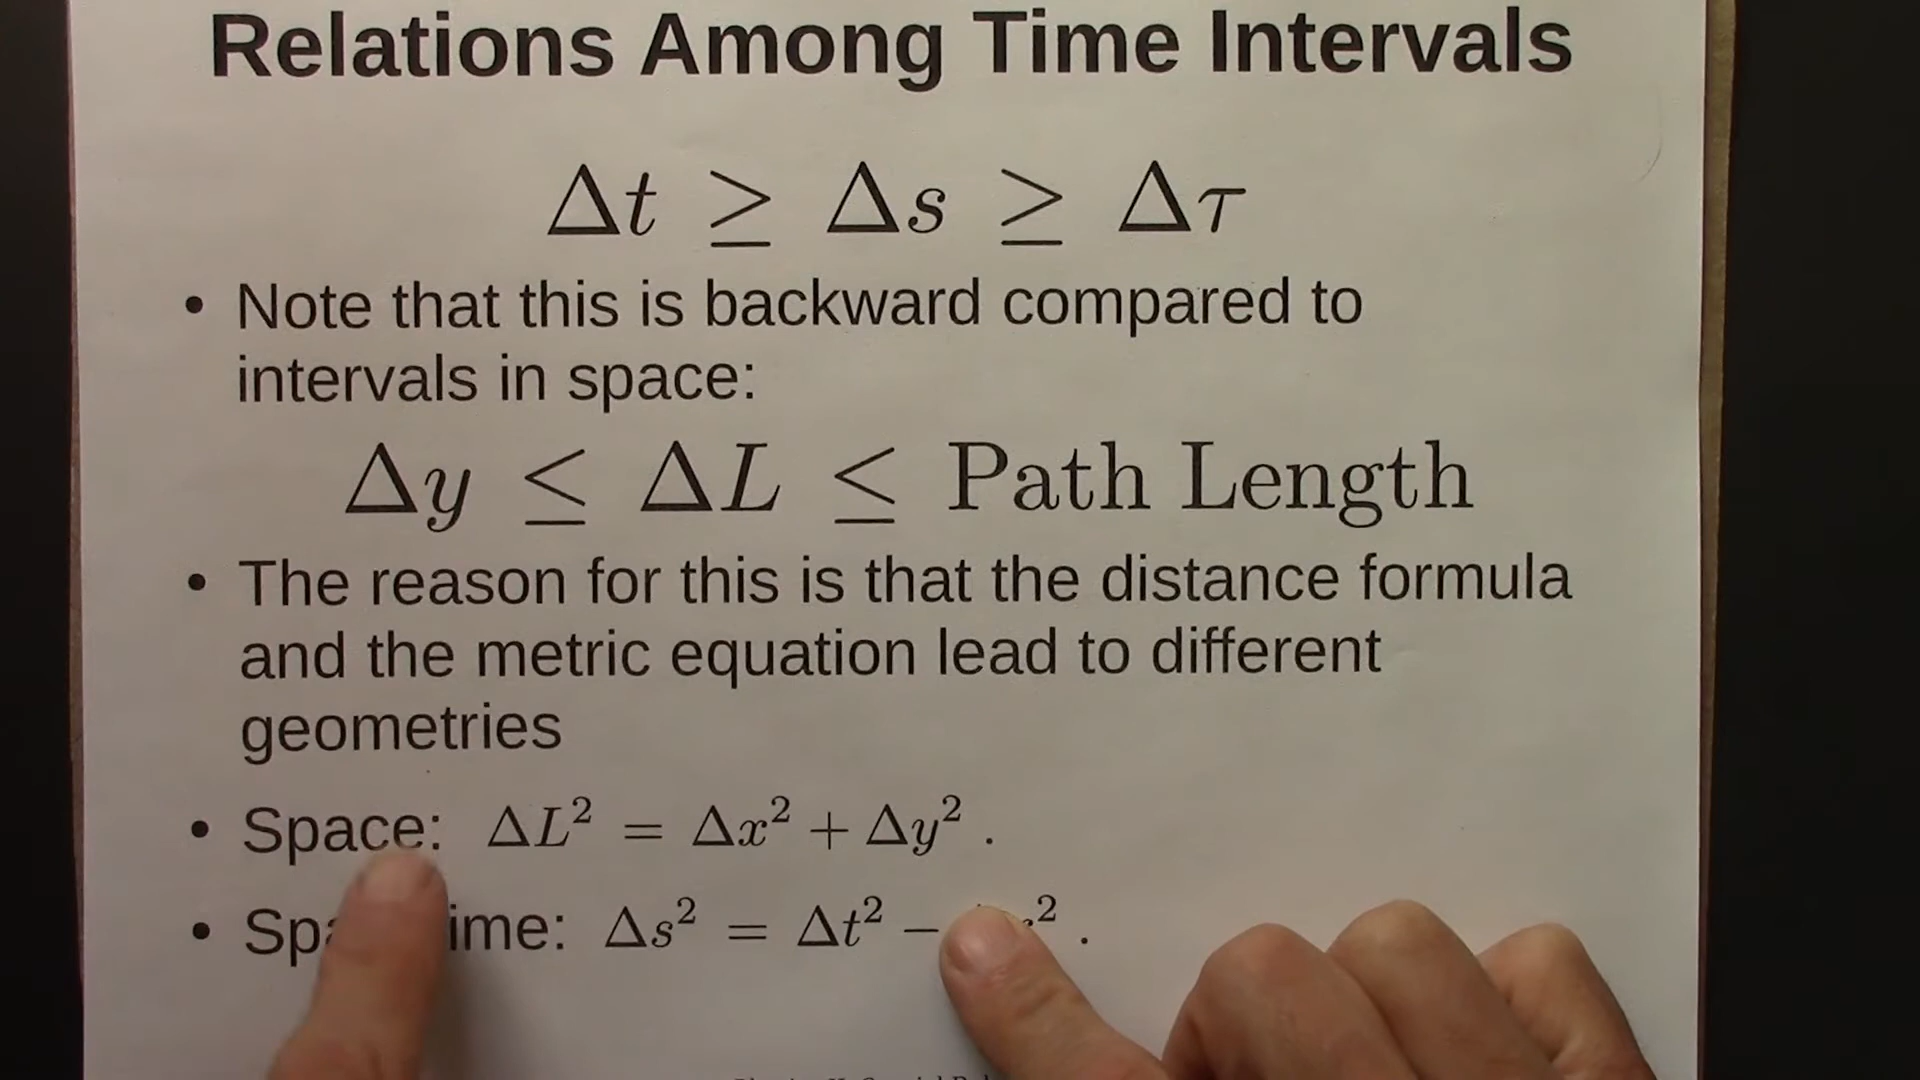 Relations Among Time Intervals
Δt ≥ Δs ≥ Δτ
• Note that this is backward compared to
intervals in space:
Δy ≤ ΔL ≤ Path Length
• The reason for this is that the distance formula
and the metric equation lead to different
geometries
• Space: ΔL² = Δx² + Δy² .
• Spa ime: Δs² = Δt² − ² .